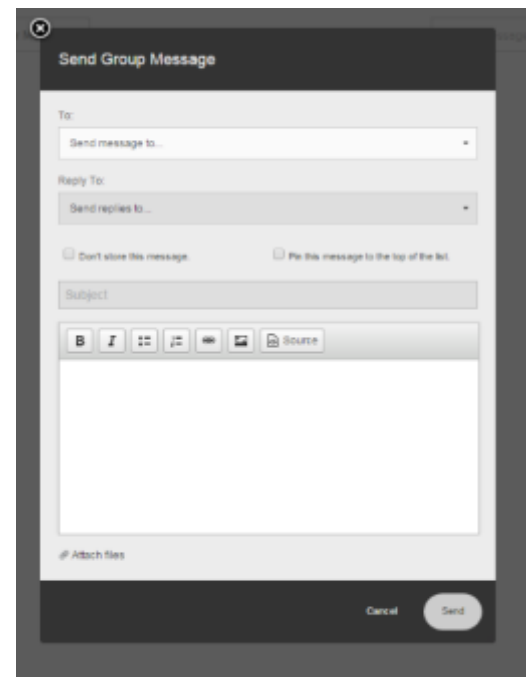 Send Group Message
To:
Send message to...
Reply To:
Send replies to...
Don't store this message. Pin this message to the top of the list.
Subject
B I Source
Attach files
Cancel Send